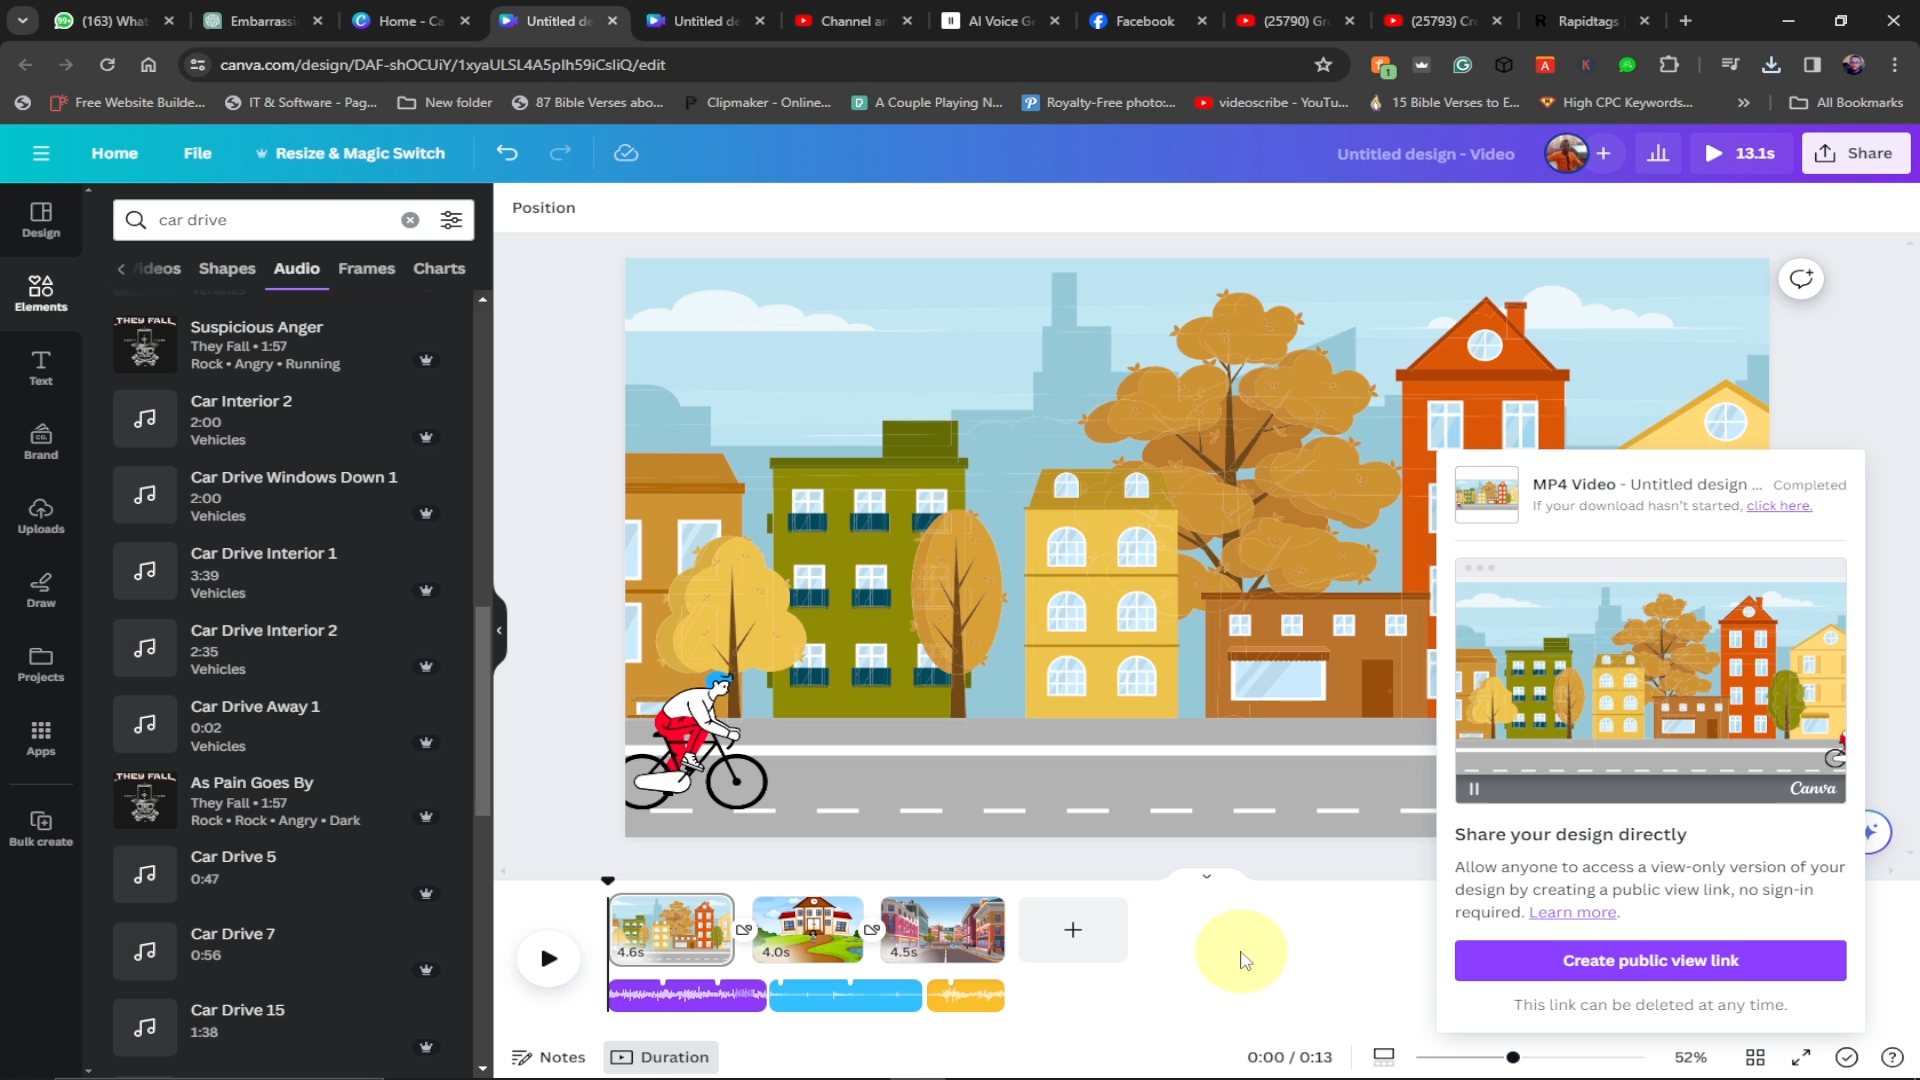 (163) What
Embarrassi
Home - Ca
Untitled de
Untitled de
Channel an
AI Voice Ge
Facebook
(25790) Gr
(25793) Cr
Rapidtags
canva.com/design/DAF-shOCUiY/1xyaULSL4A5pIh59iCsliQ/edit
Free Website Builde...
IT & Software - Pag...
New folder
87 Bible Verses abo...
Clipmaker - Online...
A Couple Playing N...
Royalty-Free photo:...
videoscribe - YouTu...
15 Bible Verses to E...
High CPC Keywords...
All Bookmarks
Home
File
Resize & Magic Switch
Untitled design - Video
13.1s
Share
Design
Elements
Text
Brand
Uploads
Draw
Projects
Apps
Bulk create
car drive
Videos
Shapes
Audio
Frames
Charts
Vehicles
THEY FALL
Suspicious Anger
They Fall • 1:57
Rock • Angry • Running
Car Interior 2
2:00
Vehicles
Car Drive Windows Down 1
2:00
Vehicles
Car Drive Interior 1
3:39
Vehicles
Car Drive Interior 2
2:35
Vehicles
Car Drive Away 1
0:02
Vehicles
THEY FALL
As Pain Goes By
They Fall • 1:57
Rock • Rock • Angry • Dark
Car Drive 5
0:47
Car Drive 7
0:56
Car Drive 15
1:38
Position
MP4 Video - Untitled design ... Completed
If your download hasn't started, click here.
Canva
Share your design directly
Allow anyone to access a view-only version of your
design by creating a public view link, no sign-in
required. Learn more.
Create public view link
This link can be deleted at any time.
4.6s
4.0s
4.5s
Notes
Duration
0:00 / 0:13
52%